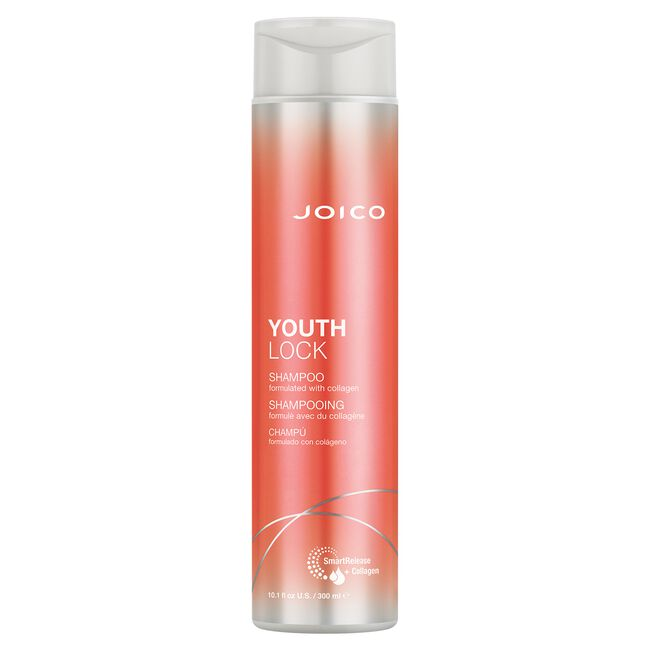 JOICO
YOUTH
LOCK
SHAMPOO
formulated with collagen
SHAMPOOING
formulé avec du collagène
CHAMPÚ
formulado con colágeno
SmartRelease
+ Collagen
10.1 fl oz U.S. / 300 ml ℮